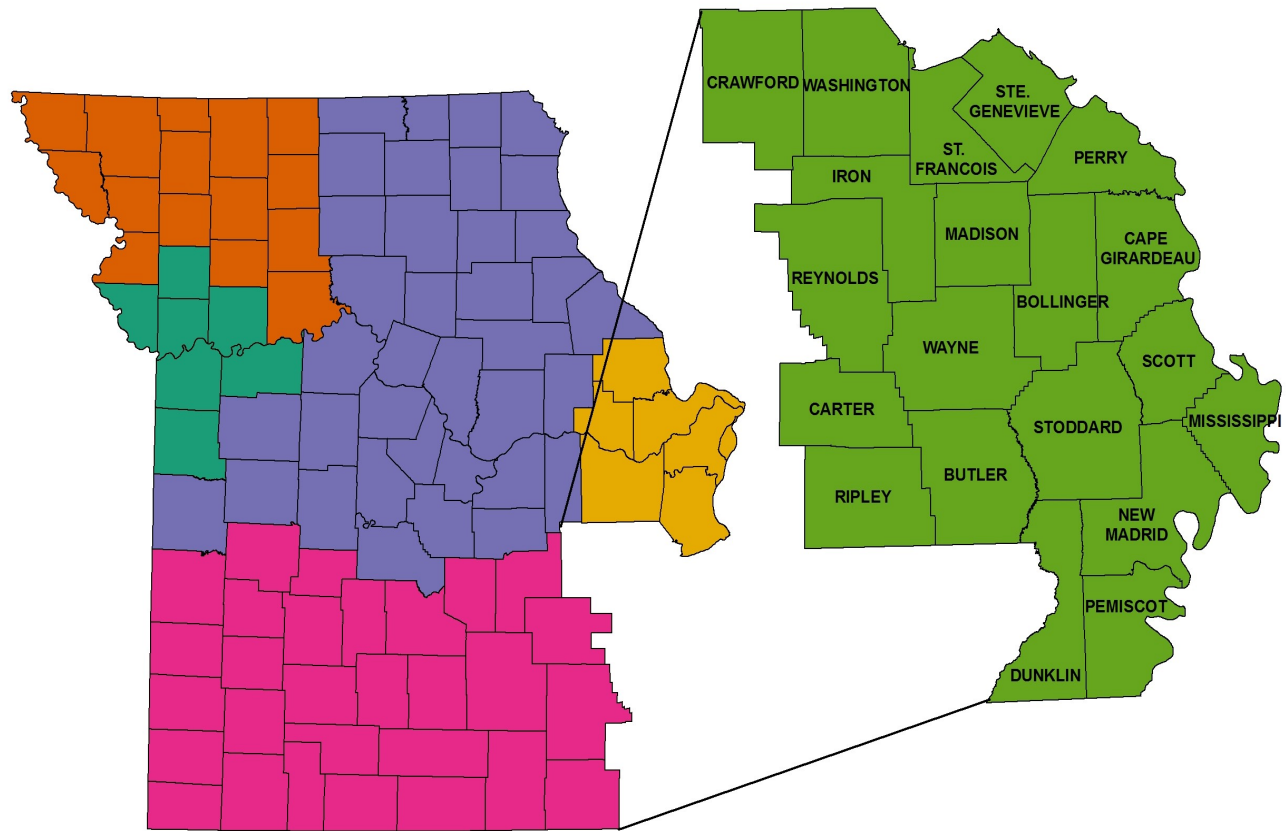 CRAWFORD
WASHINGTON
STE.
GENEVIEVE
ST.
FRANCOIS
PERRY
IRON
MADISON
CAPE
GIRARDEAU
REYNOLDS
BOLLINGER
WAYNE
SCOTT
CARTER
STODDARD
MISSISSIPPI
BUTLER
RIPLEY
NEW
MADRID
PEMISCOT
DUNKLIN